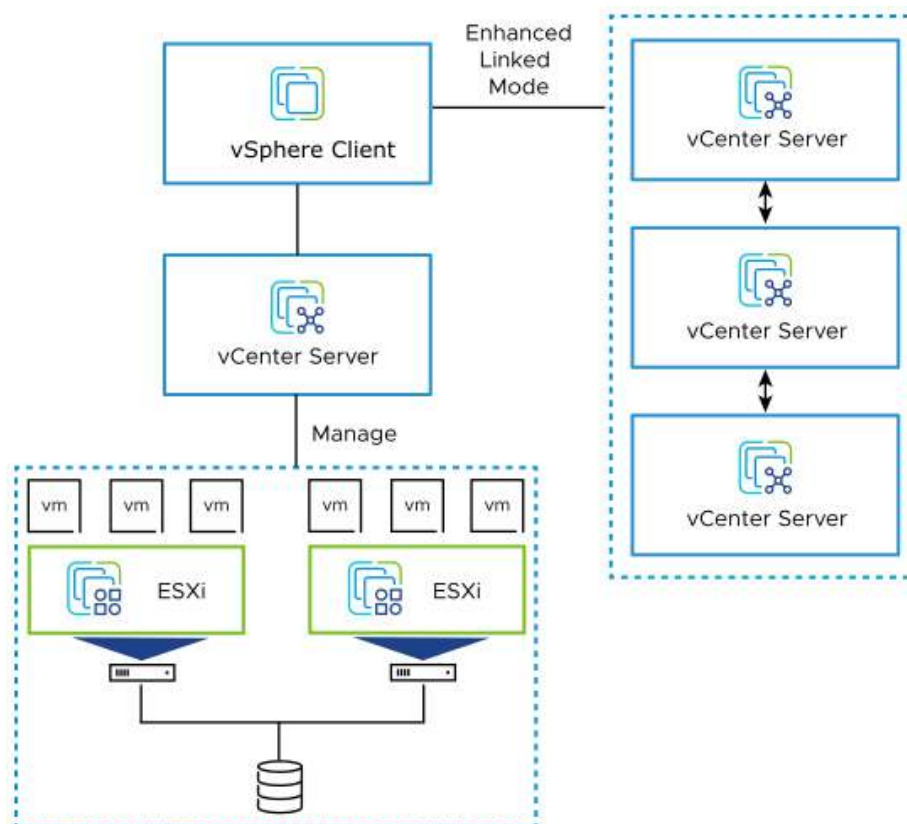 Enhanced
Linked
Mode
vSphere Client
vCenter Server
vCenter Server
vCenter Server
vCenter Server
Manage
vm vm vm vm vm vm
ESXi ESXi